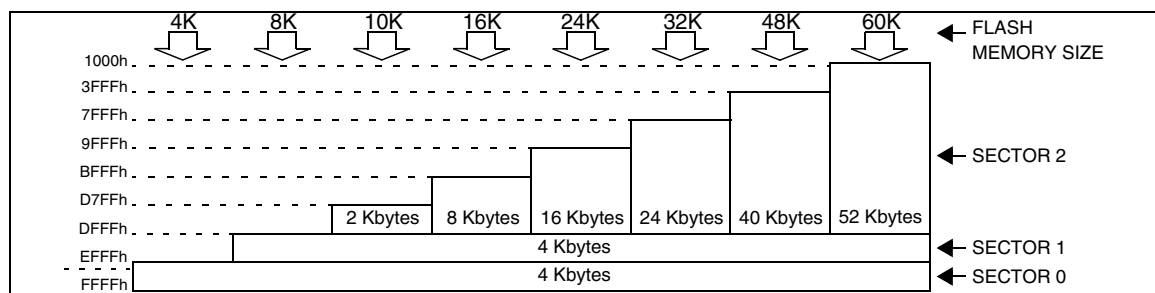 4K 8K 10K 16K 24K 32K 48K 60K
FLASH
MEMORY SIZE
1000h
3FFFh
7FFFh
9FFFh
BFFFh
SECTOR 2
D7FFh
2 Kbytes 8 Kbytes 16 Kbytes 24 Kbytes 40 Kbytes 52 Kbytes
DFFFh
4 Kbytes
SECTOR 1
EFFFh
4 Kbytes
SECTOR 0
FFFFh